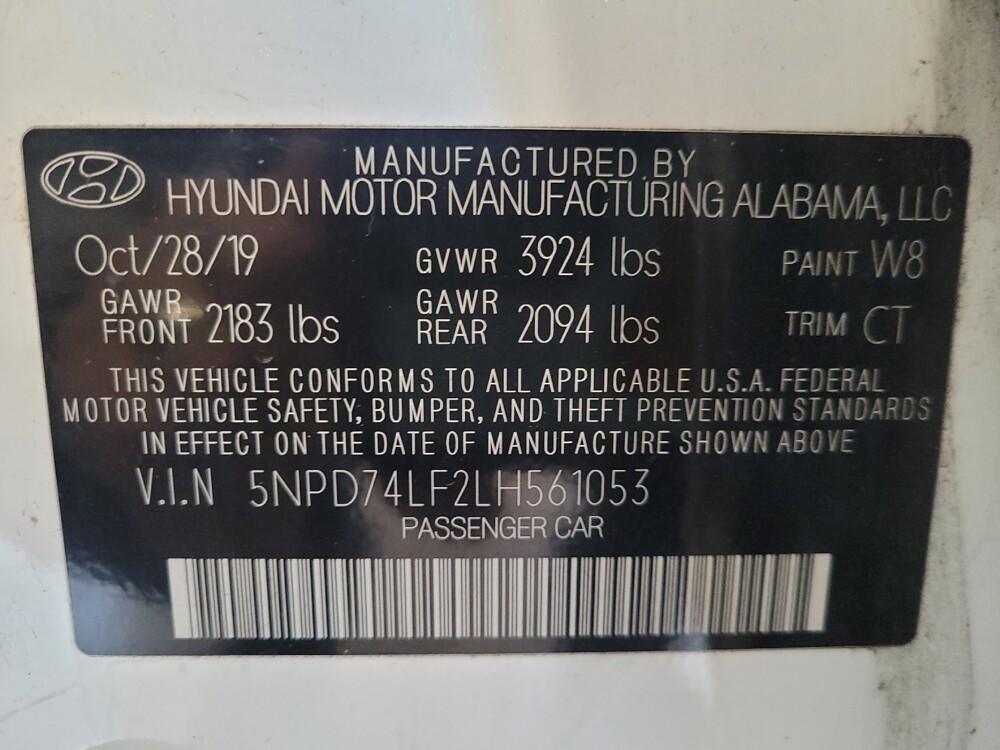 MANUFACTURED BY
HYUNDAI MOTOR MANUFACTURING ALABAMA, LLC
Oct/28/19 GVWR 3924 lbs PAINT W8
GAWR FRONT 2183 lbs GAWR REAR 2094 lbs TRIM CT
THIS VEHICLE CONFORMS TO ALL APPLICABLE U.S.A. FEDERAL
MOTOR VEHICLE SAFETY, BUMPER, AND THEFT PREVENTION STANDARDS
IN EFFECT ON THE DATE OF MANUFACTURE SHOWN ABOVE
V.I.N 5NPD74LF2LH561053
PASSENGER CAR